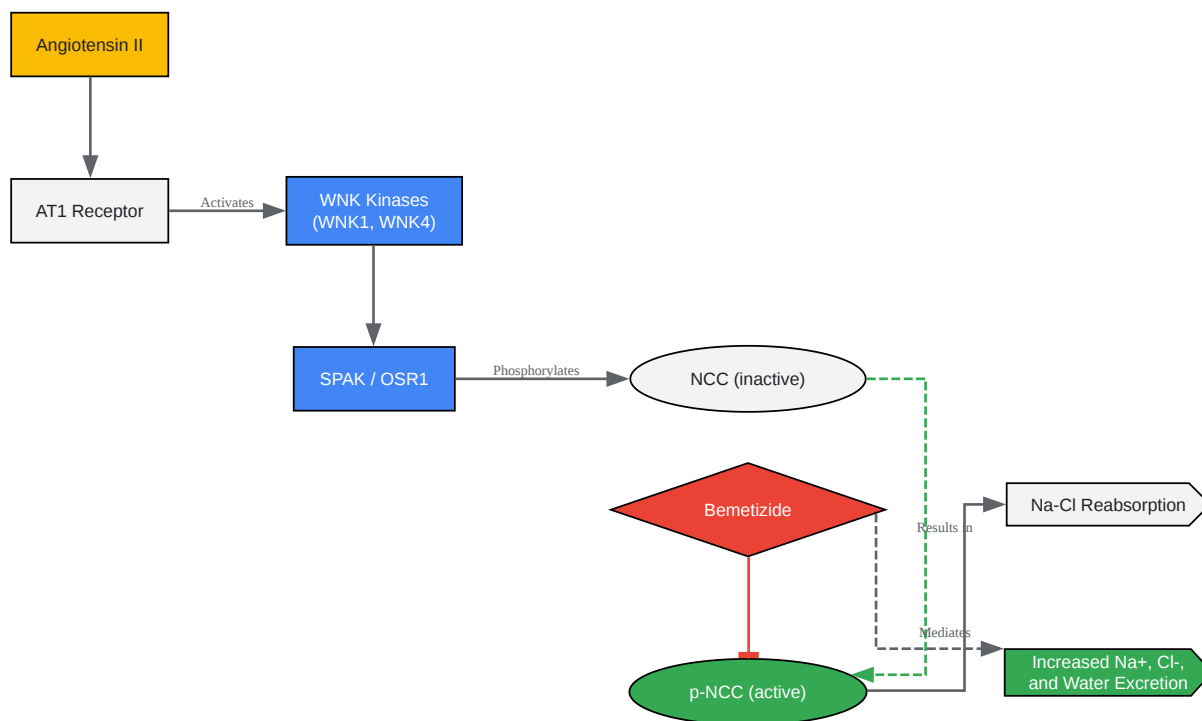 Angiotensin II
AT1 Receptor
Activates
WNK Kinases
(WNK1, WNK4)
SPAK / OSR1
Phosphorylates
NCC (inactive)
Bemetizide
Results in
Na-Cl Reabsorption
Mediates
Increased Na+, Cl-,
and Water Excretion
p-NCC (active)